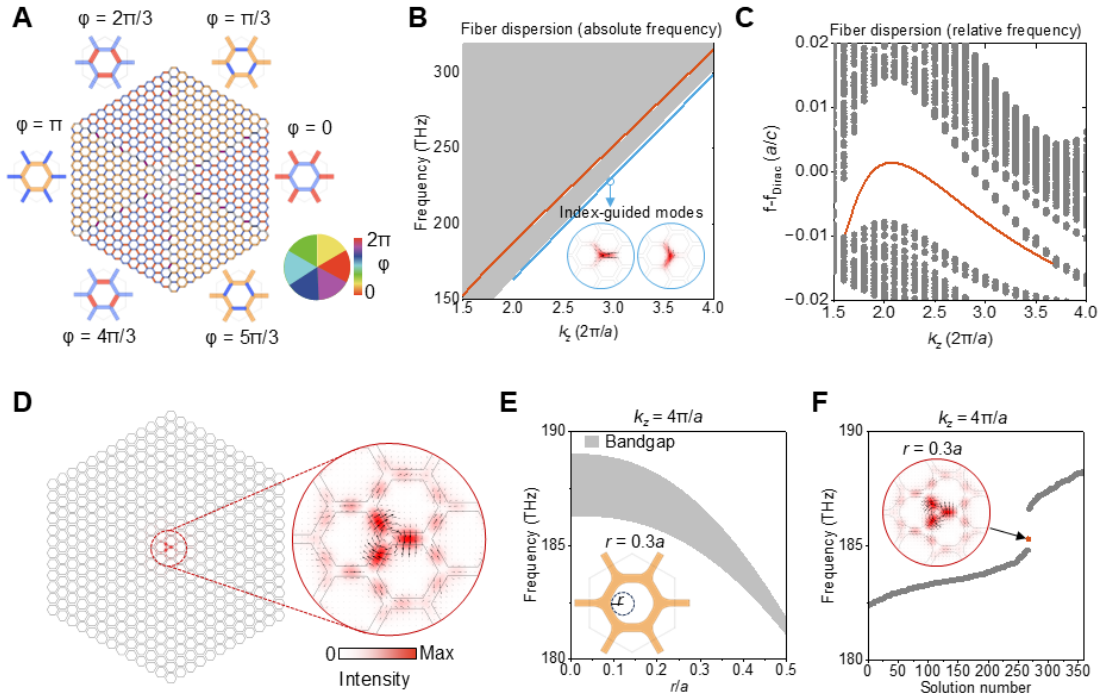 A
φ = 2π/3
φ = π/3
φ = π
φ = 0
φ = 4π/3
φ = 5π/3
2π
φ
0
B
Fiber dispersion (absolute frequency)
Frequency (THz)
300
250
200
150
Index-guided modes
1.5 2.0 2.5 3.0 3.5 4.0
k_z (2π/a)
C
Fiber dispersion (relative frequency)
f-f_Dirac (a/c)
0.02
0.01
0.00
−0.01
−0.02
1.5 2.0 2.5 3.0 3.5 4.0
k_z (2π/a)
D
0 Max
Intensity
E
k_z = 4π/a
Frequency (THz)
190
185
180
Bandgap
r = 0.3a
r
0.0 0.1 0.2 0.3 0.4 0.5
r/a
F
k_z = 4π/a
Frequency (THz)
190
185
180
r = 0.3a
0 50 100 150 200 250 300 350
Solution number